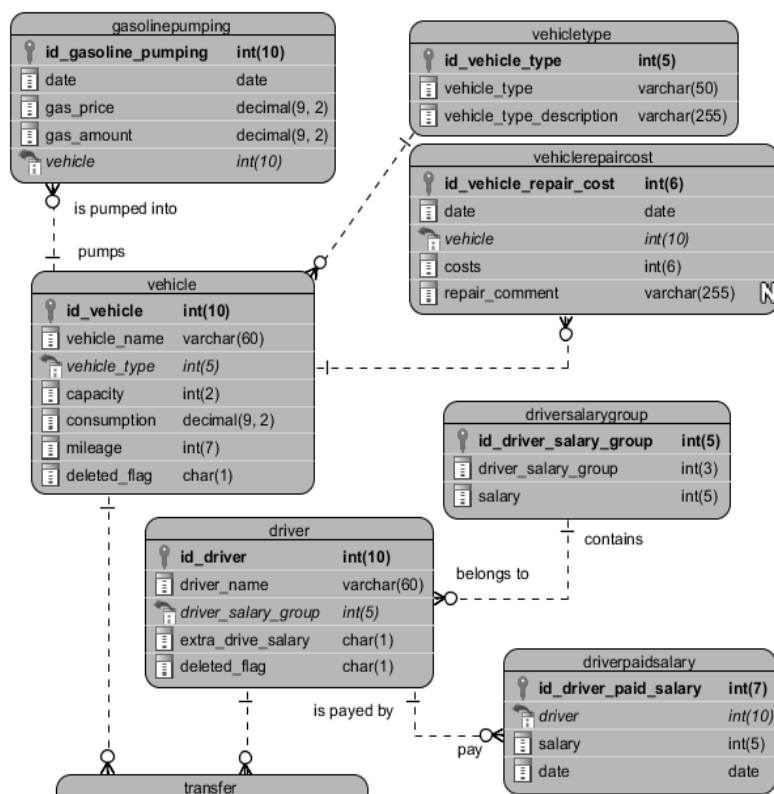 gasolinepumping
id_gasoline_pumping int(10)
date date
gas_price decimal(9, 2)
gas_amount decimal(9, 2)
vehicle int(10)
vehicletype
id_vehicle_type int(5)
vehicle_type varchar(50)
vehicle_type_description varchar(255)
vehiclerepaircost
id_vehicle_repair_cost int(6)
date date
vehicle int(10)
costs int(6)
repair_comment varchar(255) N
is pumped into
pumps
vehicle
id_vehicle int(10)
vehicle_name varchar(60)
vehicle_type int(5)
capacity int(2)
consumption decimal(9, 2)
mileage int(7)
deleted_flag char(1)
driversalarygroup
id_driver_salary_group int(5)
driver_salary_group int(3)
salary int(5)
contains
belongs to
driver
id_driver int(10)
driver_name varchar(60)
driver_salary_group int(5)
extra_drive_salary char(1)
deleted_flag char(1)
is payed by
pay
driverpaidsalary
id_driver_paid_salary int(7)
driver int(10)
salary int(5)
date date
transfer